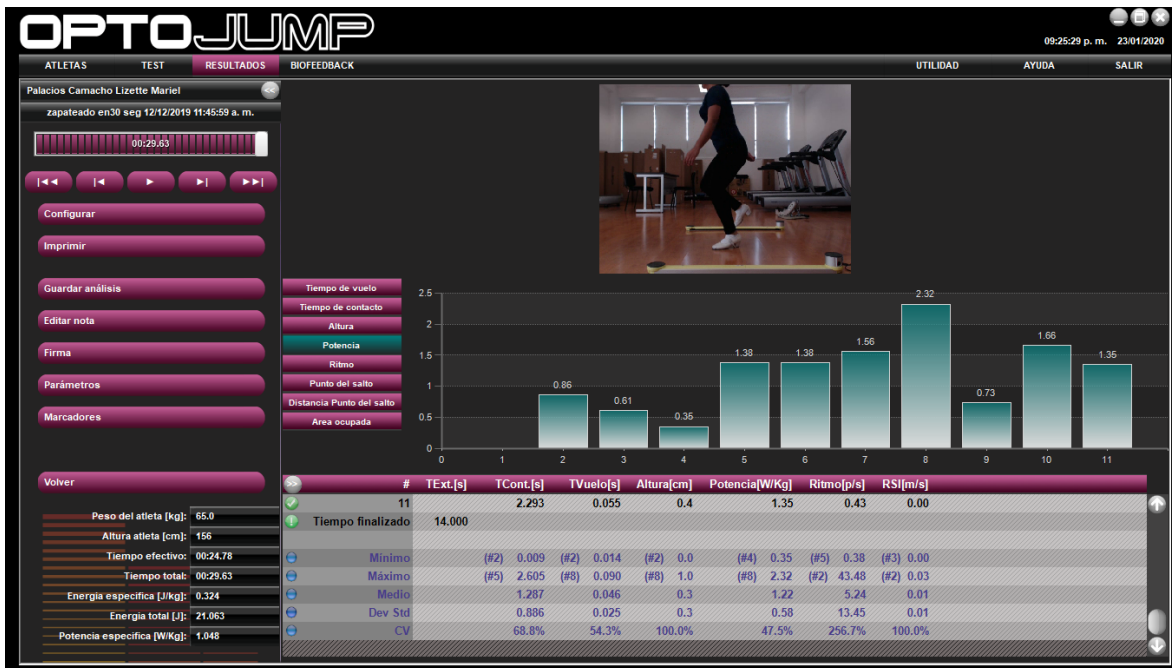 OPTOJUMP
09:25:29 p. m. 23/01/2020
ATLETAS TEST RESULTADOS BIOFEEDBACK UTILIDAD AYUDA SALIR
Palacios Camacho Lizette Mariel
zapateado en30 seg 12/12/2019 11:45:59 a. m.
00:29.63
Configurar
Imprimir
Guardar análisis
Editar nota
Firma
Parámetros
Marcadores
Volver
Peso del atleta [kg]: 65.0
Altura atleta [cm]: 156
Tiempo efectivo: 00:24.78
Tiempo total: 00:29.63
Energia especifica [J/kg]: 0.324
Energia total [J]: 21.063
Potencia especifica [W/Kg]: 1.048
Tiempo de vuelo
Tiempo de contacto
Altura
Potencia
Ritmo
Punto del salto
Distancia Punto del salto
Area ocupada
2.5
2
1.5
1
0.5
0
0.86 0.61 0.35 1.38 1.38 1.56 2.32 0.73 1.66 1.35
0 1 2 3 4 5 6 7 8 9 10 11
# TExt.[s] TCont.[s] TVuelo[s] Altura[cm] Potencia[W/Kg] Ritmo[p/s] RSI[m/s]
11 2.293 0.055 0.4 1.35 0.43 0.00
Tiempo finalizado 14.000
Mínimo (#2) 0.009 (#2) 0.014 (#2) 0.0 (#4) 0.35 (#5) 0.38 (#3) 0.00
Máximo (#5) 2.605 (#8) 0.090 (#8) 1.0 (#8) 2.32 (#2) 43.48 (#2) 0.03
Medio 1.287 0.046 0.3 1.22 5.24 0.01
Dev Std 0.886 0.025 0.3 0.58 13.45 0.01
CV 68.8% 54.3% 100.0% 47.5% 256.7% 100.0%